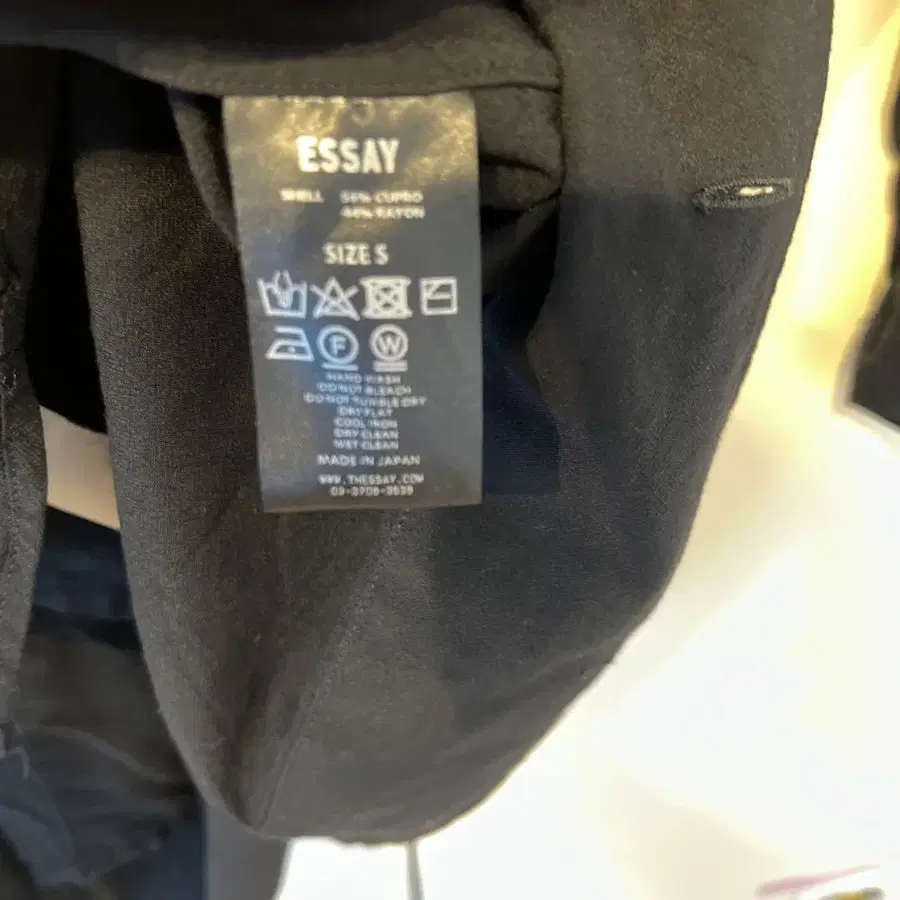 ESSAY
SHELL 56% CUPRO
44% RAYON
SIZE S
F W
HAND WASH
DO NOT BLEACH
DO NOT TUMBLE DRY
DRY FLAT
COOL IRON
DRY CLEAN
WET CLEAN
MADE IN JAPAN
WWW.THESSAY.COM